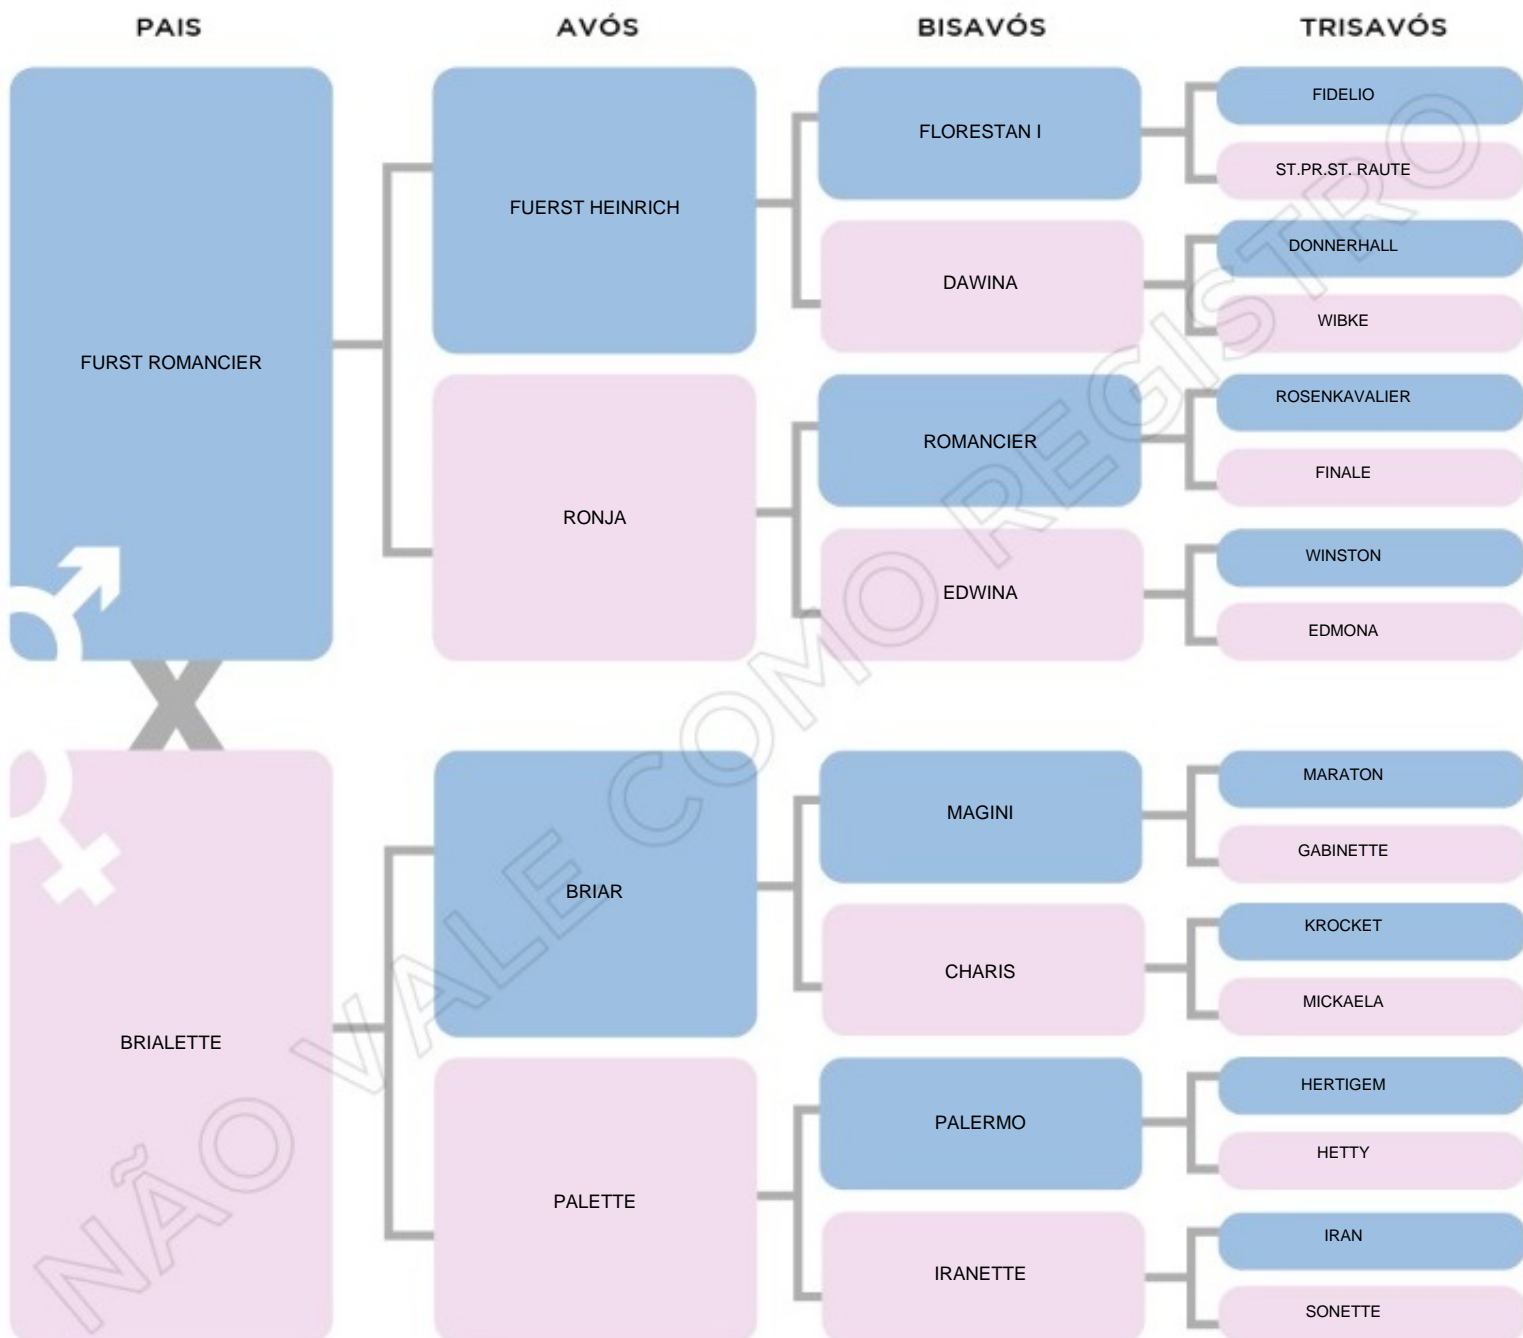 PAIS
AVÓS
BISAVÓS
TRISAVÓS
FURST ROMANCIER
FUERST HEINRICH
RONJA
FLORESTAN I
DAWINA
ROMANCIER
EDWINA
FIDELIO
ST.PR.ST. RAUTE
DONNERHALL
WIBKE
ROSENKAVALIER
FINALE
WINSTON
EDMONA
X
BRIALETTE
BRIAR
PALETTE
MAGINI
CHARIS
PALERMO
IRANETTE
MARATON
GABINETTE
KROCKET
MICKAELA
HERTIGEM
HETTY
IRAN
SONETTE
NÃO VALE COMO REGISTRO